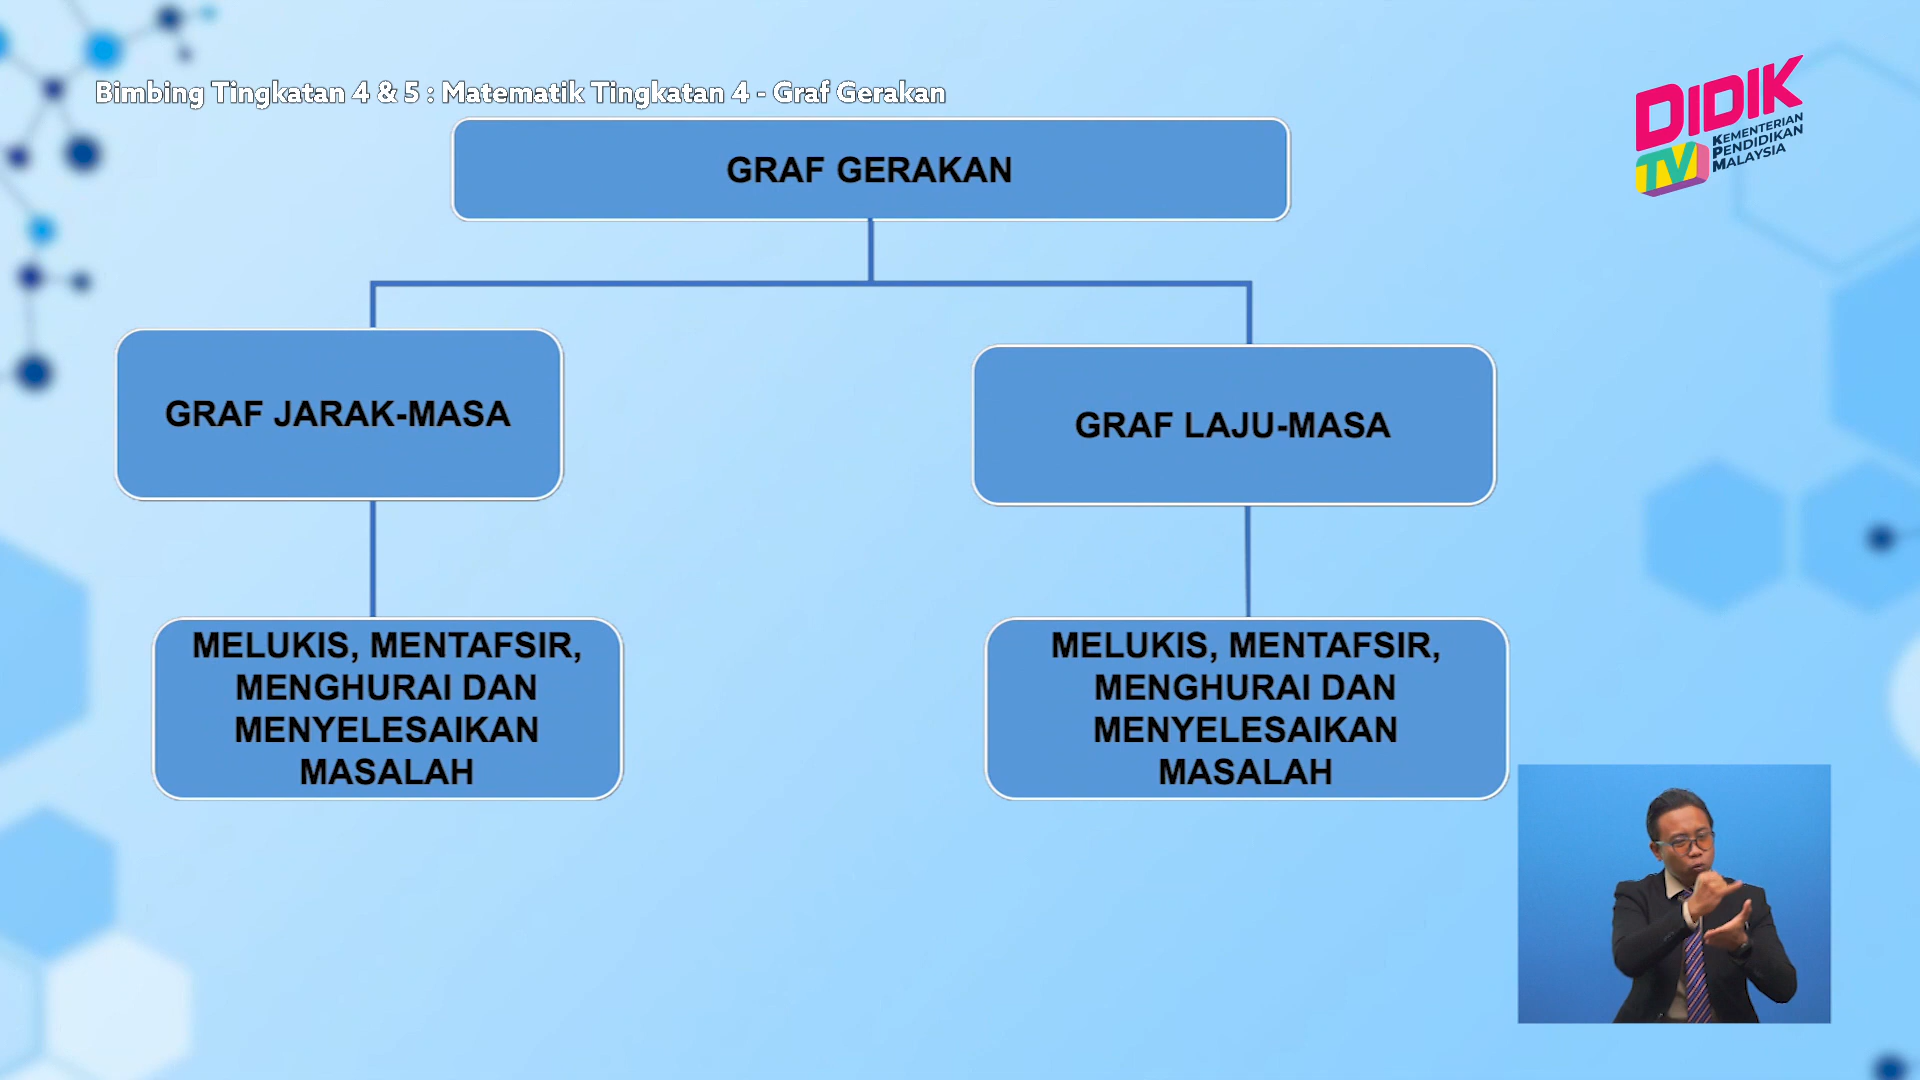 Bimbing Tingkatan 4 & 5 : Matematik Tingkatan 4 - Graf Gerakan
DIDIK
TV
KEMENTERIAN
PENDIDIKAN
MALAYSIA
GRAF GERAKAN
GRAF JARAK-MASA
GRAF LAJU-MASA
MELUKIS, MENTAFSIR,
MENGHURAI DAN
MENYELESAIKAN
MASALAH
MELUKIS, MENTAFSIR,
MENGHURAI DAN
MENYELESAIKAN
MASALAH